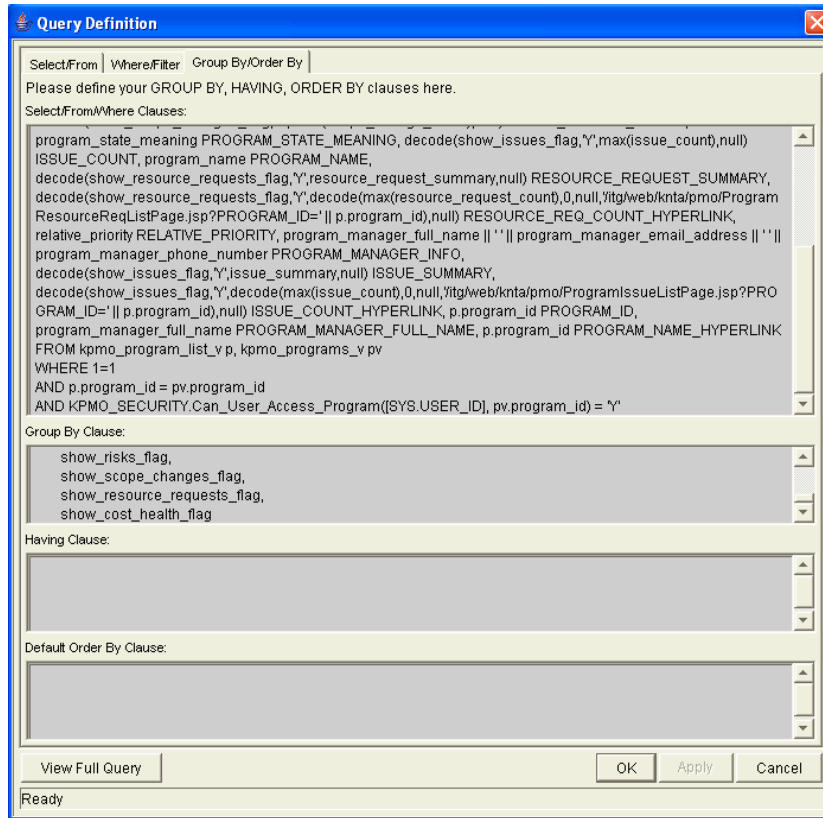 Query Definition
Select/From Where/Filter Group By/Order By
Please define your GROUP BY, HAVING, ORDER BY clauses here.
Select/From/Where Clauses:
program_state_meaning PROGRAM_STATE_MEANING, decode(show_issues_flag,'Y',max(issue_count),null)
ISSUE_COUNT, program_name PROGRAM_NAME,
decode(show_resource_requests_flag,'Y',resource_request_summary,null) RESOURCE_REQUEST_SUMMARY,
decode(show_resource_requests_flag,'Y',decode(max(resource_request_count),0,null,'/itg/web/knta/pmo/Program
ResourceReqListPage.jsp?PROGRAM_ID=' || p.program_id),null) RESOURCE_REQ_COUNT_HYPERLINK,
relative_priority RELATIVE_PRIORITY, program_manager_full_name || ' ' || program_manager_email_address || ' ' ||
program_manager_phone_number PROGRAM_MANAGER_INFO,
decode(show_issues_flag,'Y',issue_summary,null) ISSUE_SUMMARY,
decode(show_issues_flag,'Y',decode(max(issue_count),0,null,'/itg/web/knta/pmo/ProgramIssueListPage.jsp?PRO
GRAM_ID=' || p.program_id),null) ISSUE_COUNT_HYPERLINK, p.program_id PROGRAM_ID,
program_manager_full_name PROGRAM_MANAGER_FULL_NAME, p.program_id PROGRAM_NAME_HYPERLINK
FROM kpmo_program_list_v p, kpmo_programs_v pv
WHERE 1=1
AND p.program_id = pv.program_id
AND KPMO_SECURITY.Can_User_Access_Program([SYS.USER_ID], pv.program_id) = 'Y'
Group By Clause:
show_risks_flag,
show_scope_changes_flag,
show_resource_requests_flag,
show_cost_health_flag
Having Clause:
Default Order By Clause:
View Full Query OK Apply Cancel
Ready